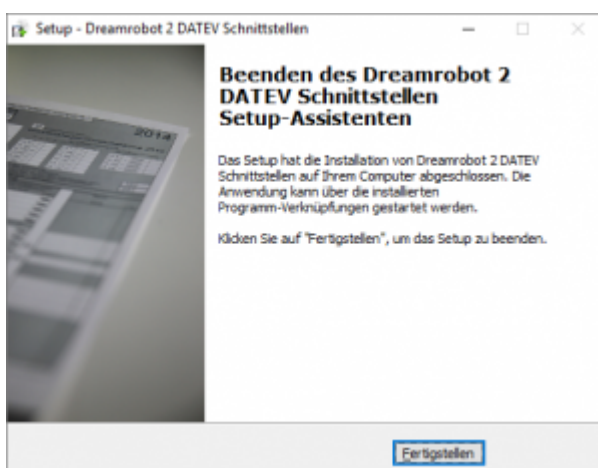 Setup - Dreamrobot 2 DATEV Schnittstellen
Beenden des Dreamrobot 2
DATEV Schnittstellen
Setup-Assistenten
Das Setup hat die Installation von Dreamrobot 2 DATEV
Schnittstellen auf Ihrem Computer abgeschlossen. Die
Anwendung kann über die installierten
Programm-Verknüpfungen gestartet werden.
Klicken Sie auf "Fertigstellen", um das Setup zu beenden.
2014
Fertigstellen